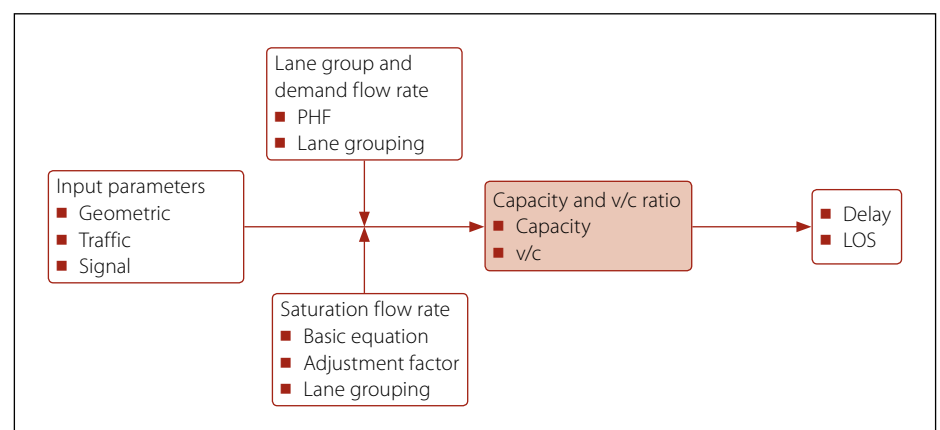 Lane group and
demand flow rate
■ PHF
■ Lane grouping
Input parameters
■ Geometric
■ Traffic
■ Signal
Capacity and v/c ratio
■ Capacity
■ v/c
■ Delay
■ LOS
Saturation flow rate
■ Basic equation
■ Adjustment factor
■ Lane grouping